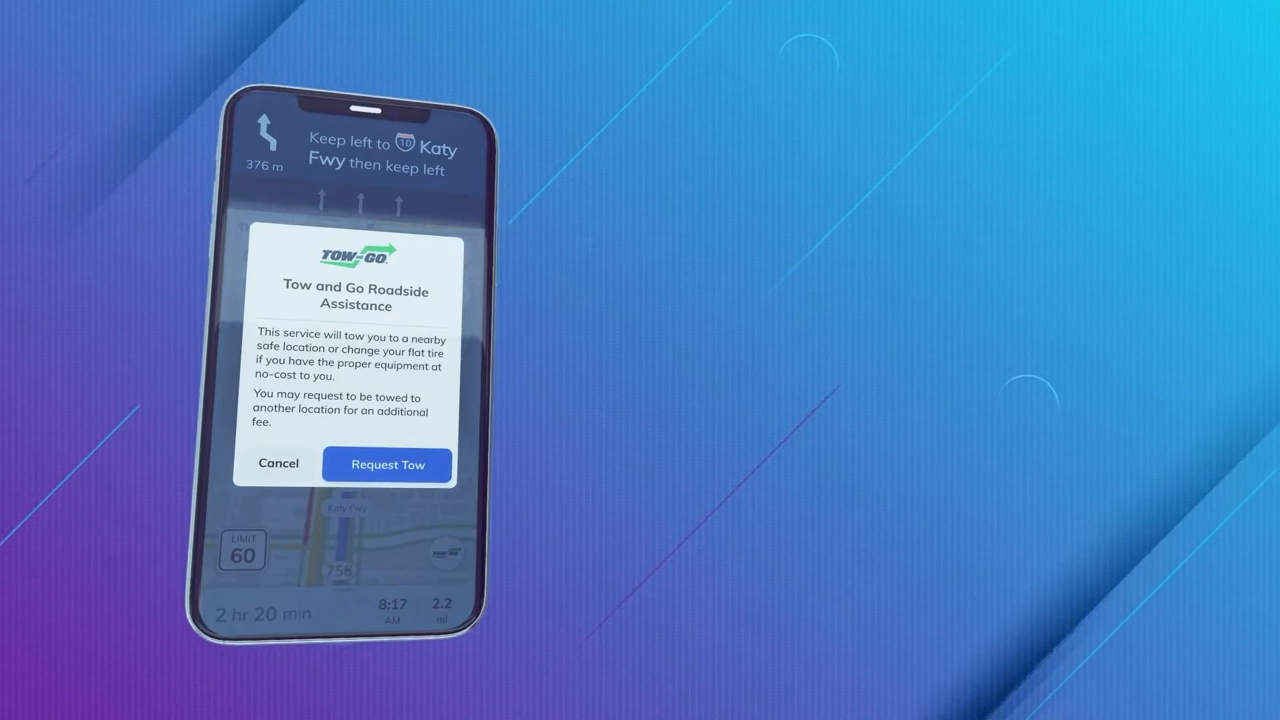 Keep left to 10 Katy
Fwy then keep left
376 m
TOW AND GO
Tow and Go Roadside
Assistance
This service will tow you to a nearby
safe location or change your flat tire
if you have the proper equipment at
no-cost to you.
You may request to be towed to
another location for an additional
fee.
Cancel
Request Tow
Katy Fwy
LIMIT
60
758
2 hr 20 min
8:17
AM
2.2
mi